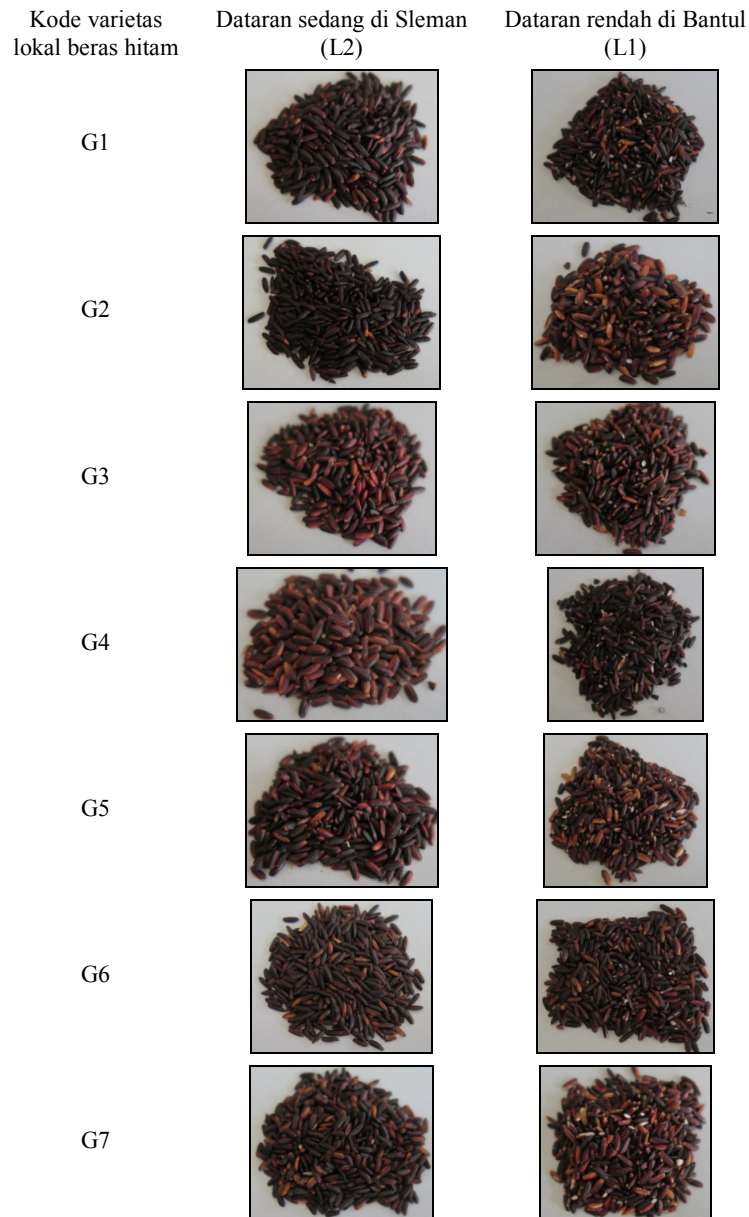 Kode varietas
lokal beras hitam
Dataran sedang di Sleman
(L2)
Dataran rendah di Bantul
(L1)
G1
G2
G3
G4
G5
G6
G7